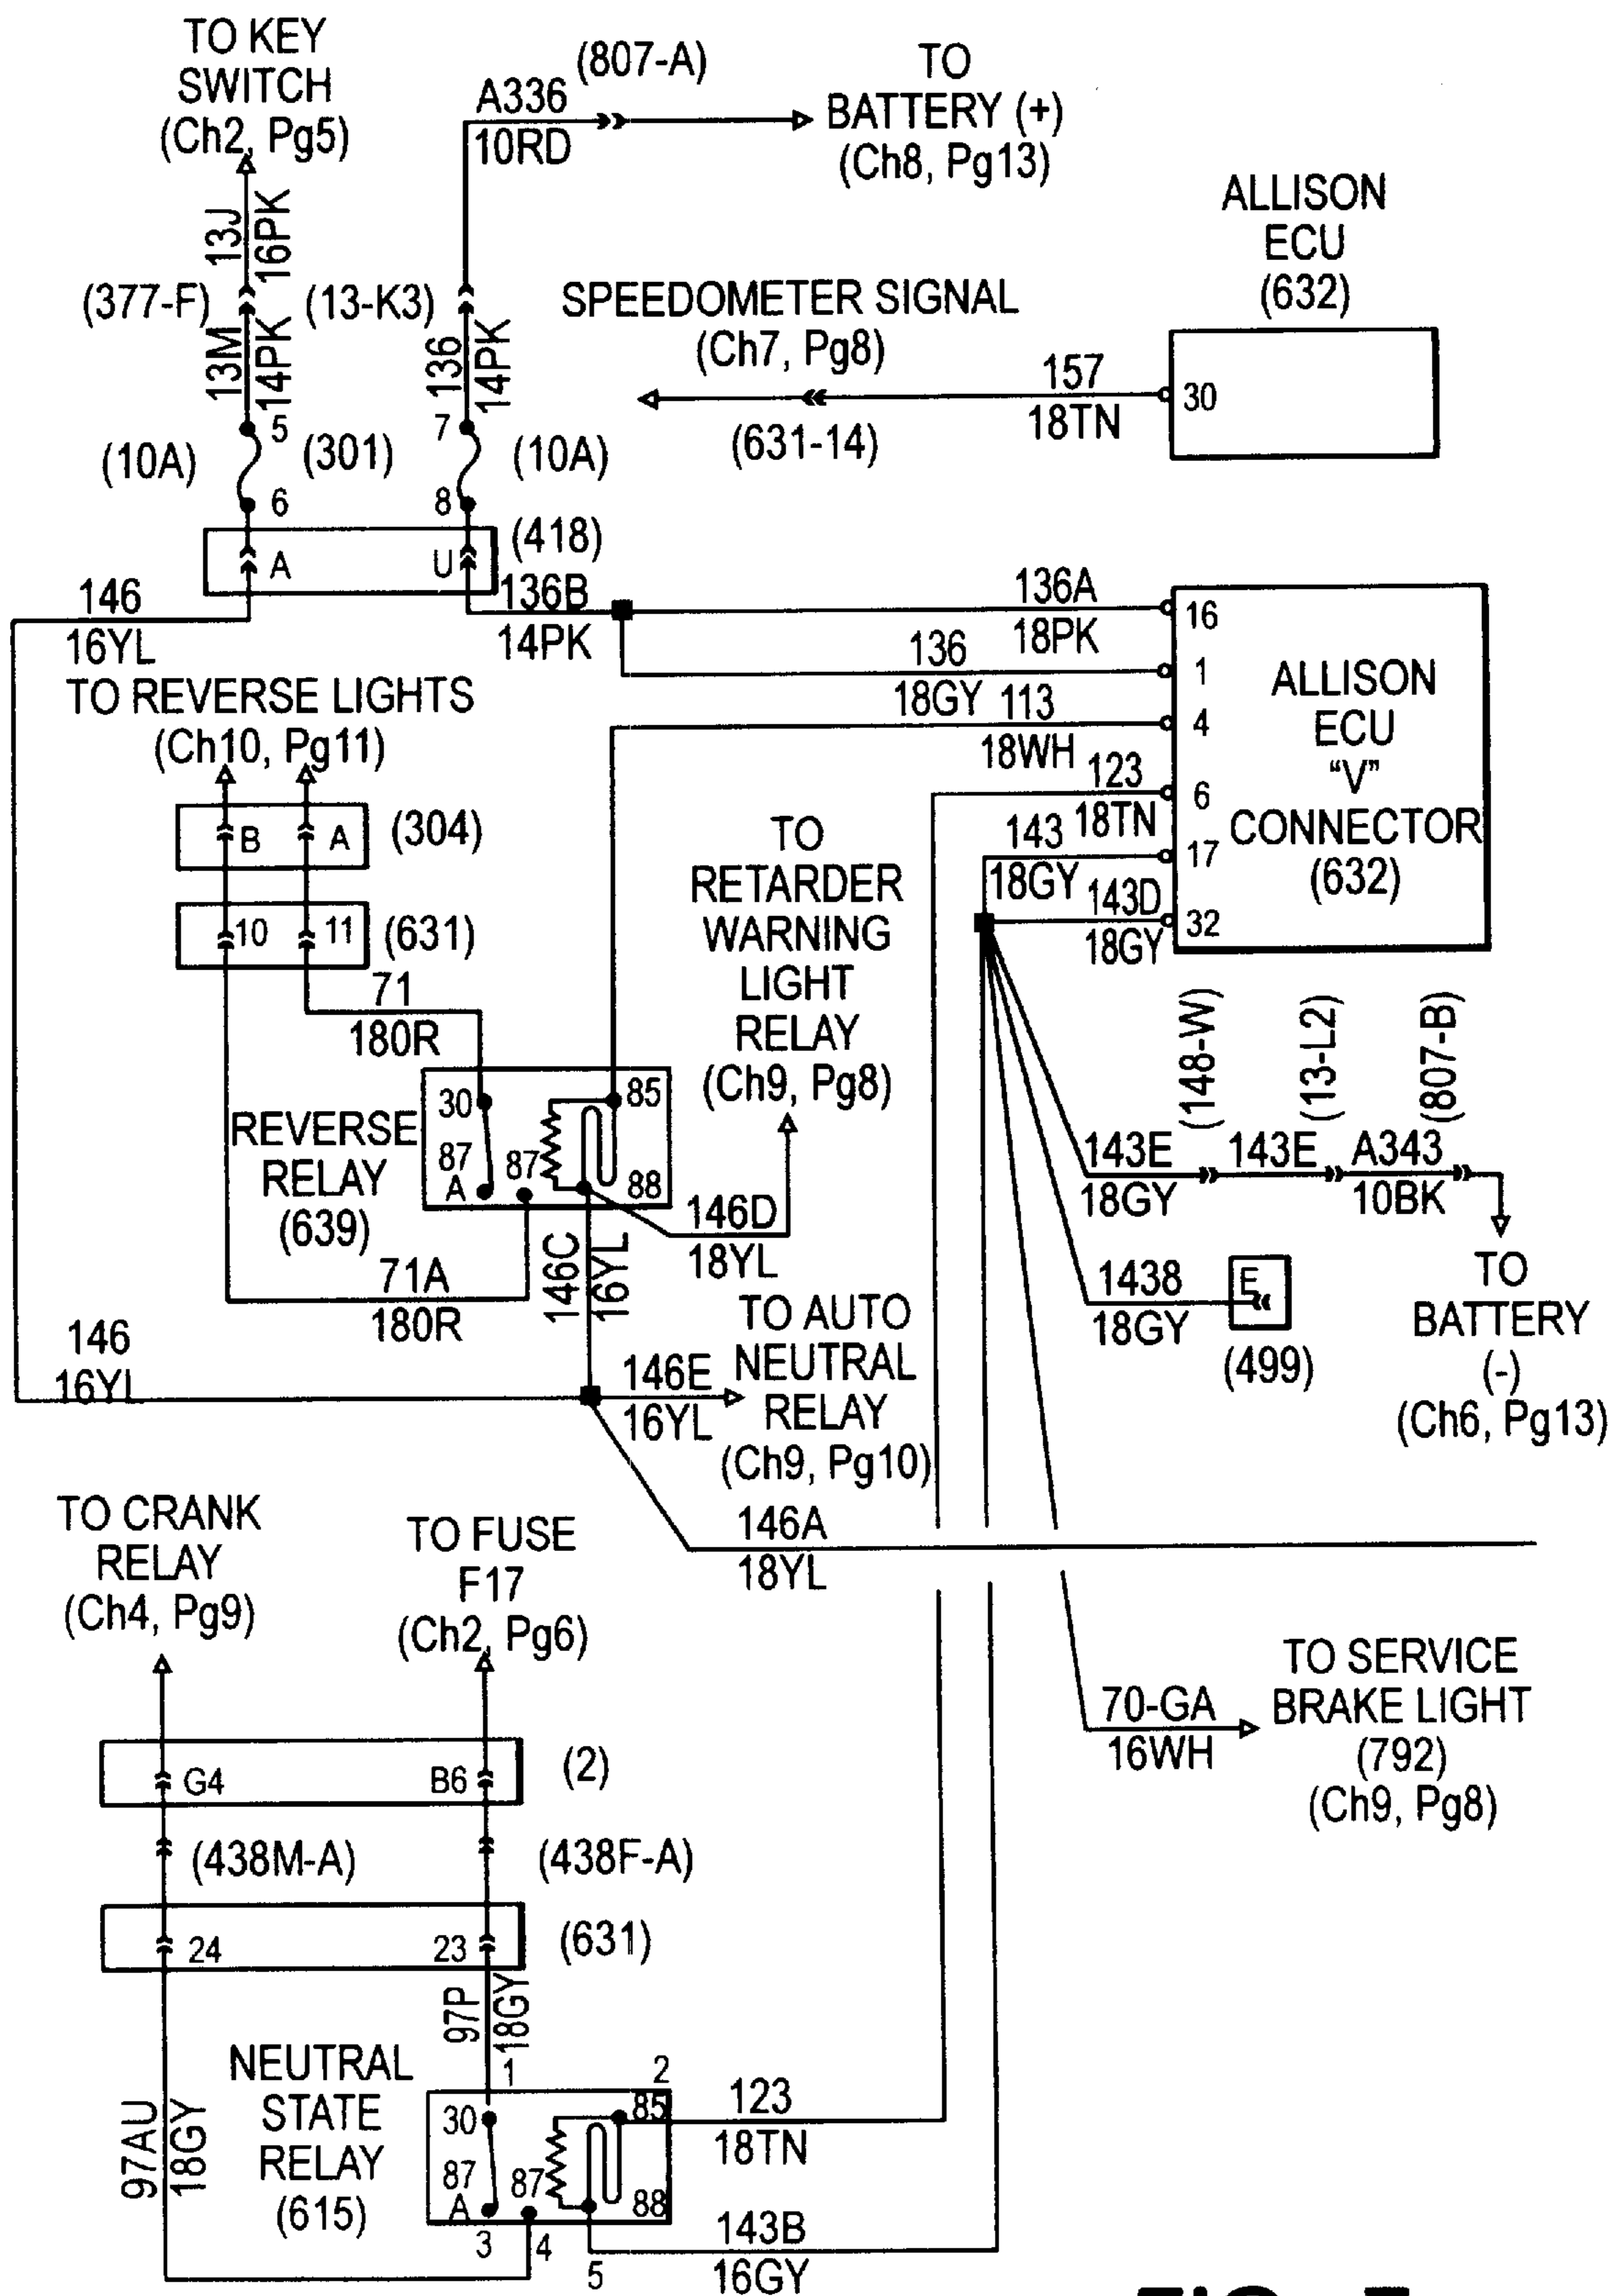 TO KEY
SWITCH
(Ch2, Pg5)
13J
16PK
(377-F)
13M
14PK
5
(10A)
6
(301)
A336
10RD
(807-A)
TO
BATTERY (+)
(Ch8, Pg13)
(13-K3)
136
14PK
7
(10A)
8
SPEEDOMETER SIGNAL
(Ch7, Pg8)
(631-14)
157
18TN
ALLISON
ECU
(632)
30
A
U
(418)
146
16YL
136B
14PK
136A
18PK
136
18GY
113
18WH
123
18TN
143
18GY
143D
18GY
16
1
4
6
17
32
ALLISON
ECU
"V"
CONNECTOR
(632)
TO REVERSE LIGHTS
(Ch10, Pg11)
B
A
(304)
10
11
(631)
71
180R
TO
RETARDER
WARNING
LIGHT
RELAY
(Ch9, Pg8)
REVERSE
RELAY
(639)
30
85
87
A
87
88
71A
180R
146C
16YL
146D
18YL
(148-W)
(13-L2)
(807-B)
143E
18GY
143E
A343
10BK
TO
BATTERY
(-)
(Ch6, Pg13)
1438
18GY
E
(499)
146
16YL
146E
16YL
TO AUTO
NEUTRAL
RELAY
(Ch9, Pg10)
146A
18YL
TO CRANK
RELAY
(Ch4, Pg9)
TO FUSE
F17
(Ch2, Pg6)
70-GA
16WH
TO SERVICE
BRAKE LIGHT
(792)
(Ch9, Pg8)
G4
B6
(2)
(438M-A)
(438F-A)
24
23
(631)
97P
18GY
97AU
18GY
NEUTRAL
STATE
RELAY
(615)
1
2
30
85
87
A
87
88
3
4
5
123
18TN
143B
16GY